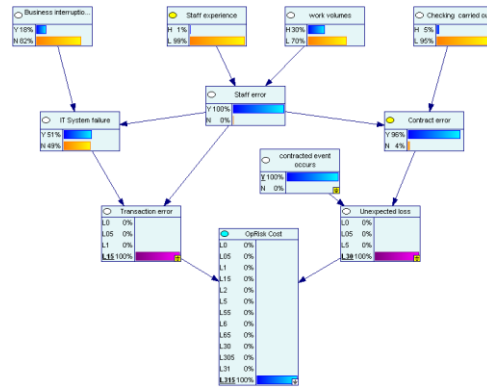 Business interruptio...
Y 18%
N 82%
Staff experience
H 1%
L 99%
work volumes
H 30%
L 70%
Checking carried ou
H 5%
L 95%
Staff error
Y 100%
N 0%
IT System failure
Y 51%
N 49%
Contract error
Y 96%
N 4%
contracted event
occurs
Y 100%
N 0%
Transaction error
L0 0%
L05 0%
L1 0%
L15 100%
OpRisk Cost
L0 0%
L05 0%
L1 0%
L15 0%
L2 0%
L5 0%
L55 0%
L6 0%
L65 0%
L30 0%
L305 0%
L31 0%
L315 100%
Unexpected loss
L0 0%
L05 0%
L5 0%
L30 100%